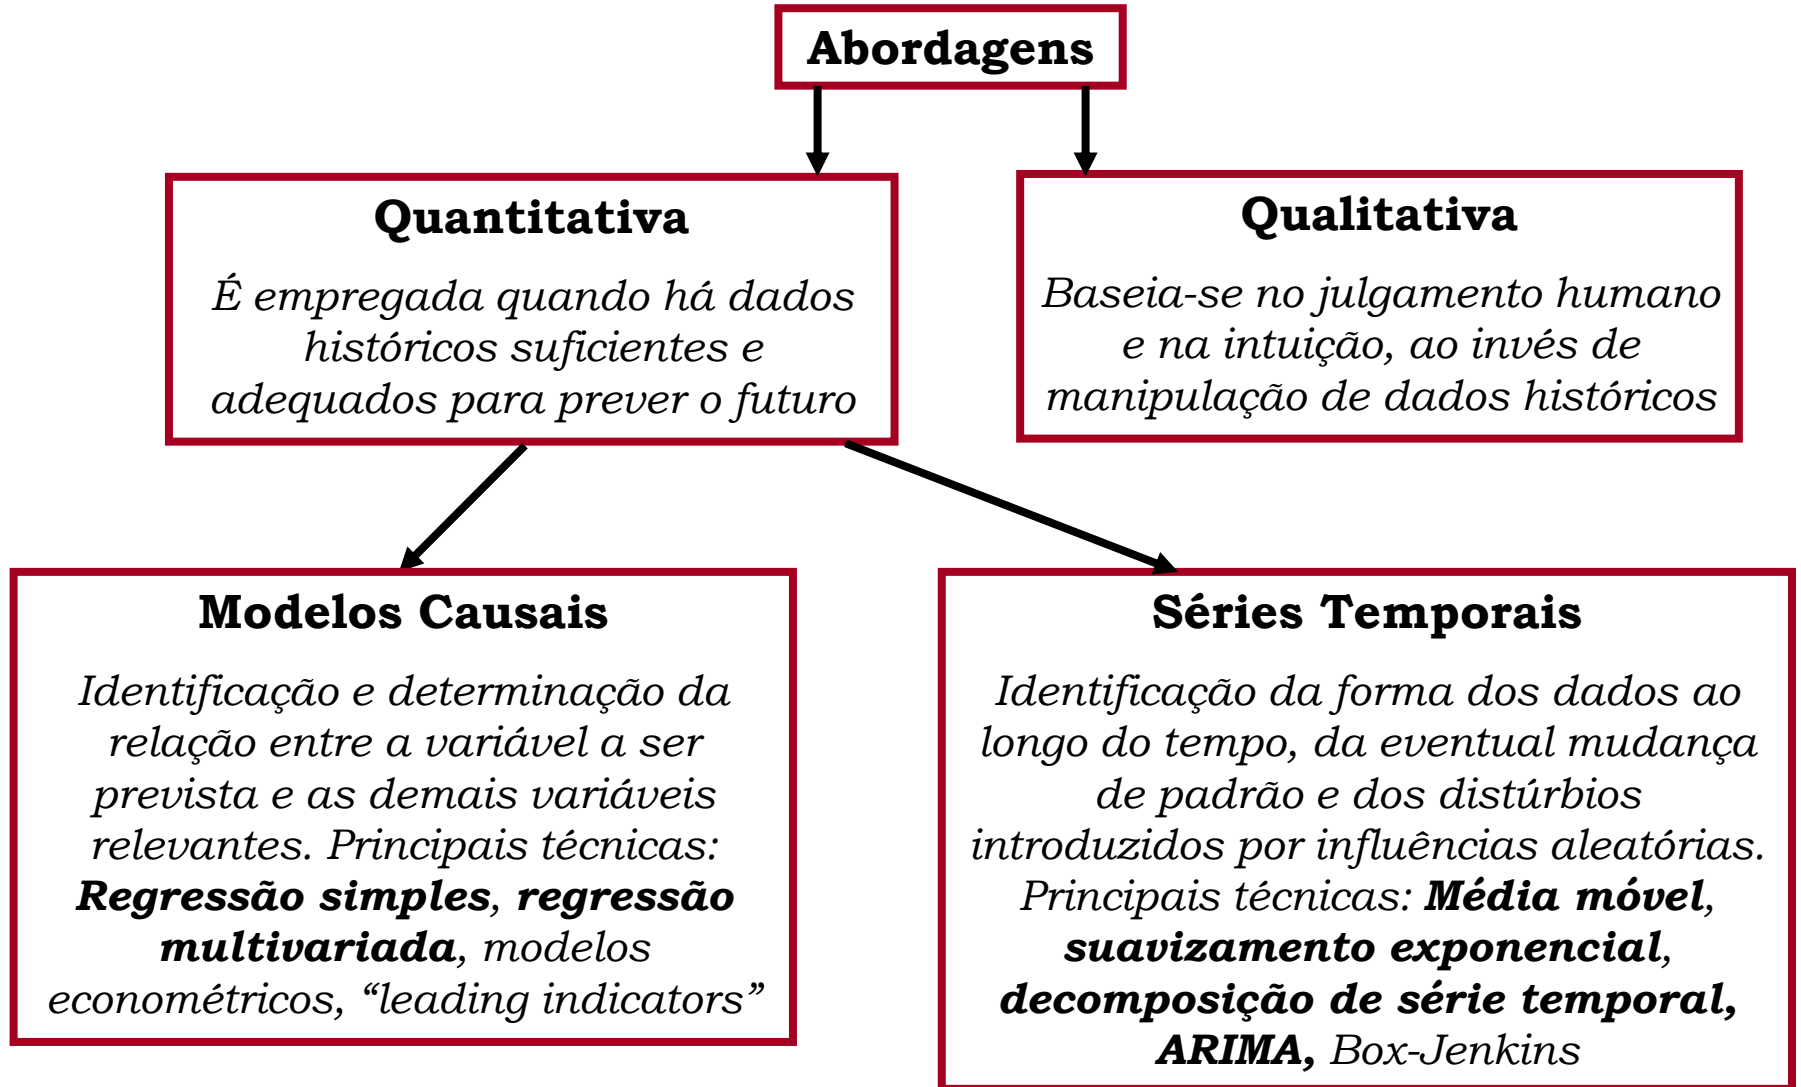 Abordagens
Quantitativa
É empregada quando há dados
históricos suficientes e
adequados para prever o futuro
Qualitativa
Baseia-se no julgamento humano
e na intuição, ao invés de
manipulação de dados históricos
Modelos Causais
Identificação e determinação da
relação entre a variável a ser
prevista e as demais variáveis
relevantes. Principais técnicas:
Regressão simples, regressão
multivariada, modelos
econométricos, “leading indicators”
Séries Temporais
Identificação da forma dos dados ao
longo do tempo, da eventual mudança
de padrão e dos distúrbios
introduzidos por influências aleatórias.
Principais técnicas: Média móvel,
suavizamento exponencial,
decomposição de série temporal,
ARIMA, Box-Jenkins